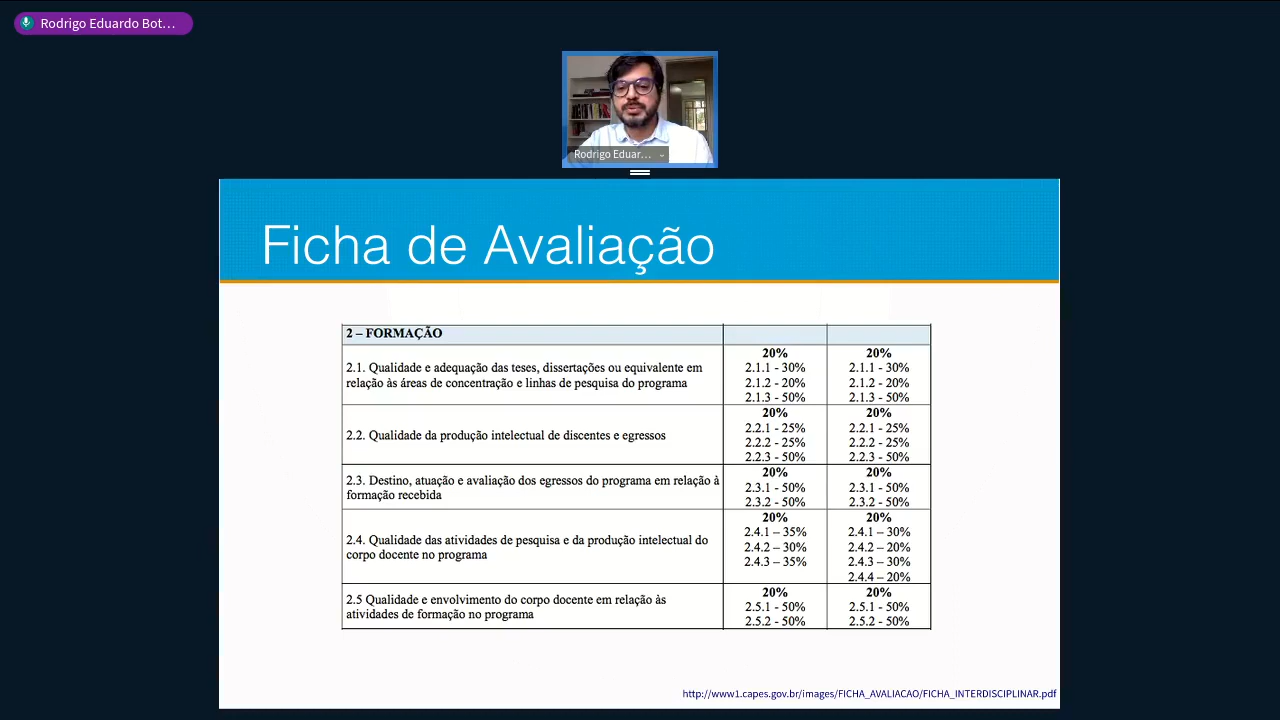 Rodrigo Eduardo Bot...
Rodrigo Eduar...
Ficha de Avaliação
2 – FORMAÇÃO
2.1. Qualidade e adequação das teses, dissertações ou equivalente em
relação às áreas de concentração e linhas de pesquisa do programa
20%
2.1.1 - 30%
2.1.2 - 20%
2.1.3 - 50%
20%
2.1.1 - 30%
2.1.2 - 20%
2.1.3 - 50%
2.2. Qualidade da produção intelectual de discentes e egressos
20%
2.2.1 - 25%
2.2.2 - 25%
2.2.3 - 50%
20%
2.2.1 - 25%
2.2.2 - 25%
2.2.3 - 50%
2.3. Destino, atuação e avaliação dos egressos do programa em relação à
formação recebida
20%
2.3.1 - 50%
2.3.2 - 50%
20%
2.3.1 - 50%
2.3.2 - 50%
2.4. Qualidade das atividades de pesquisa e da produção intelectual do
corpo docente no programa
20%
2.4.1 – 35%
2.4.2 – 30%
2.4.3 – 35%
20%
2.4.1 – 30%
2.4.2 – 20%
2.4.3 – 30%
2.4.4 – 20%
2.5 Qualidade e envolvimento do corpo docente em relação às
atividades de formação no programa
20%
2.5.1 - 50%
2.5.2 - 50%
20%
2.5.1 - 50%
2.5.2 - 50%
http://www1.capes.gov.br/images/FICHA_AVALIACAO/FICHA_INTERDISCIPLINAR.pdf